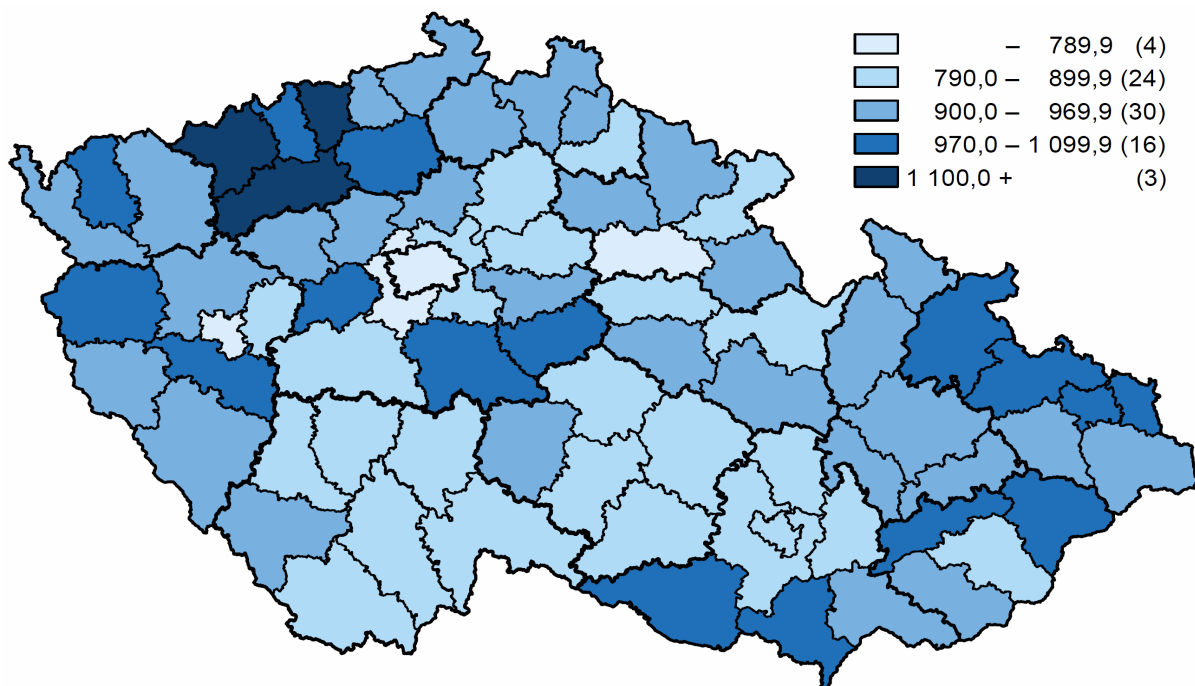 – 789,9 (4)
790,0 – 899,9 (24)
900,0 – 969,9 (30)
970,0 – 1 099,9 (16)
1 100,0 + (3)